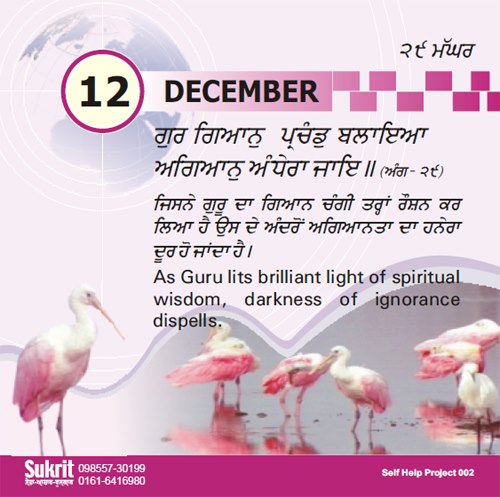 ੨੯ ਮੱਘਰ
12 DECEMBER
ਗੁਰ ਗਿਆਨੁ ਪ੍ਰਚੰਡੁ ਬਲਾਇਆ
ਅਗਿਆਨੁ ਅੰਧੇਰਾ ਜਾਇ॥ (ਅੰਗ- ੨੯)
ਜਿਸਨੇ ਗੁਰੂ ਦਾ ਗਿਆਨ ਚੰਗੀ ਤਰ੍ਹਾਂ ਰੌਸ਼ਨ ਕਰ
ਲਿਆ ਹੈ ਉਸ ਦੇ ਅੰਦਰੋਂ ਅਗਿਆਨਤਾ ਦਾ ਹਨੇਰਾ
ਦੂਰ ਹੋ ਜਾਂਦਾ ਹੈ।
As Guru lits brilliant light of spiritual
wisdom, darkness of ignorance
dispells.
Sukrit 098557-30199
0161-6416980
Self Help Project 002